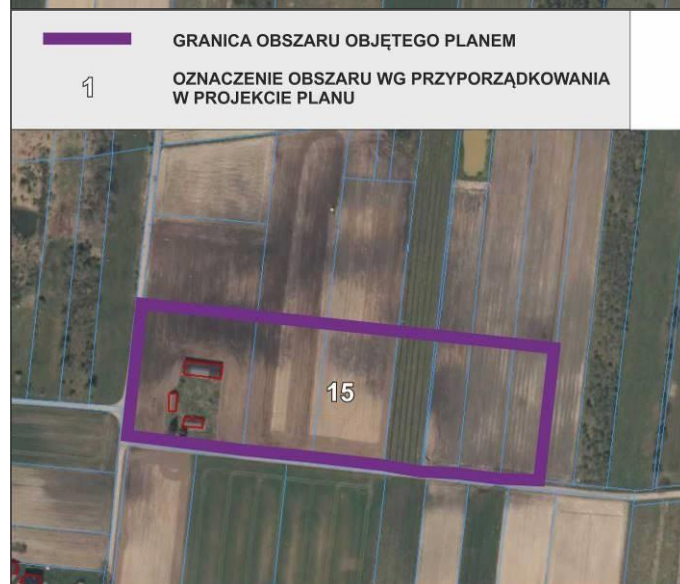 GRANICA OBSZARU OBJĘTEGO PLANEM
1
OZNACZENIE OBSZARU WG PRZYPORZĄDKOWANIA
W PROJEKCIE PLANU
15